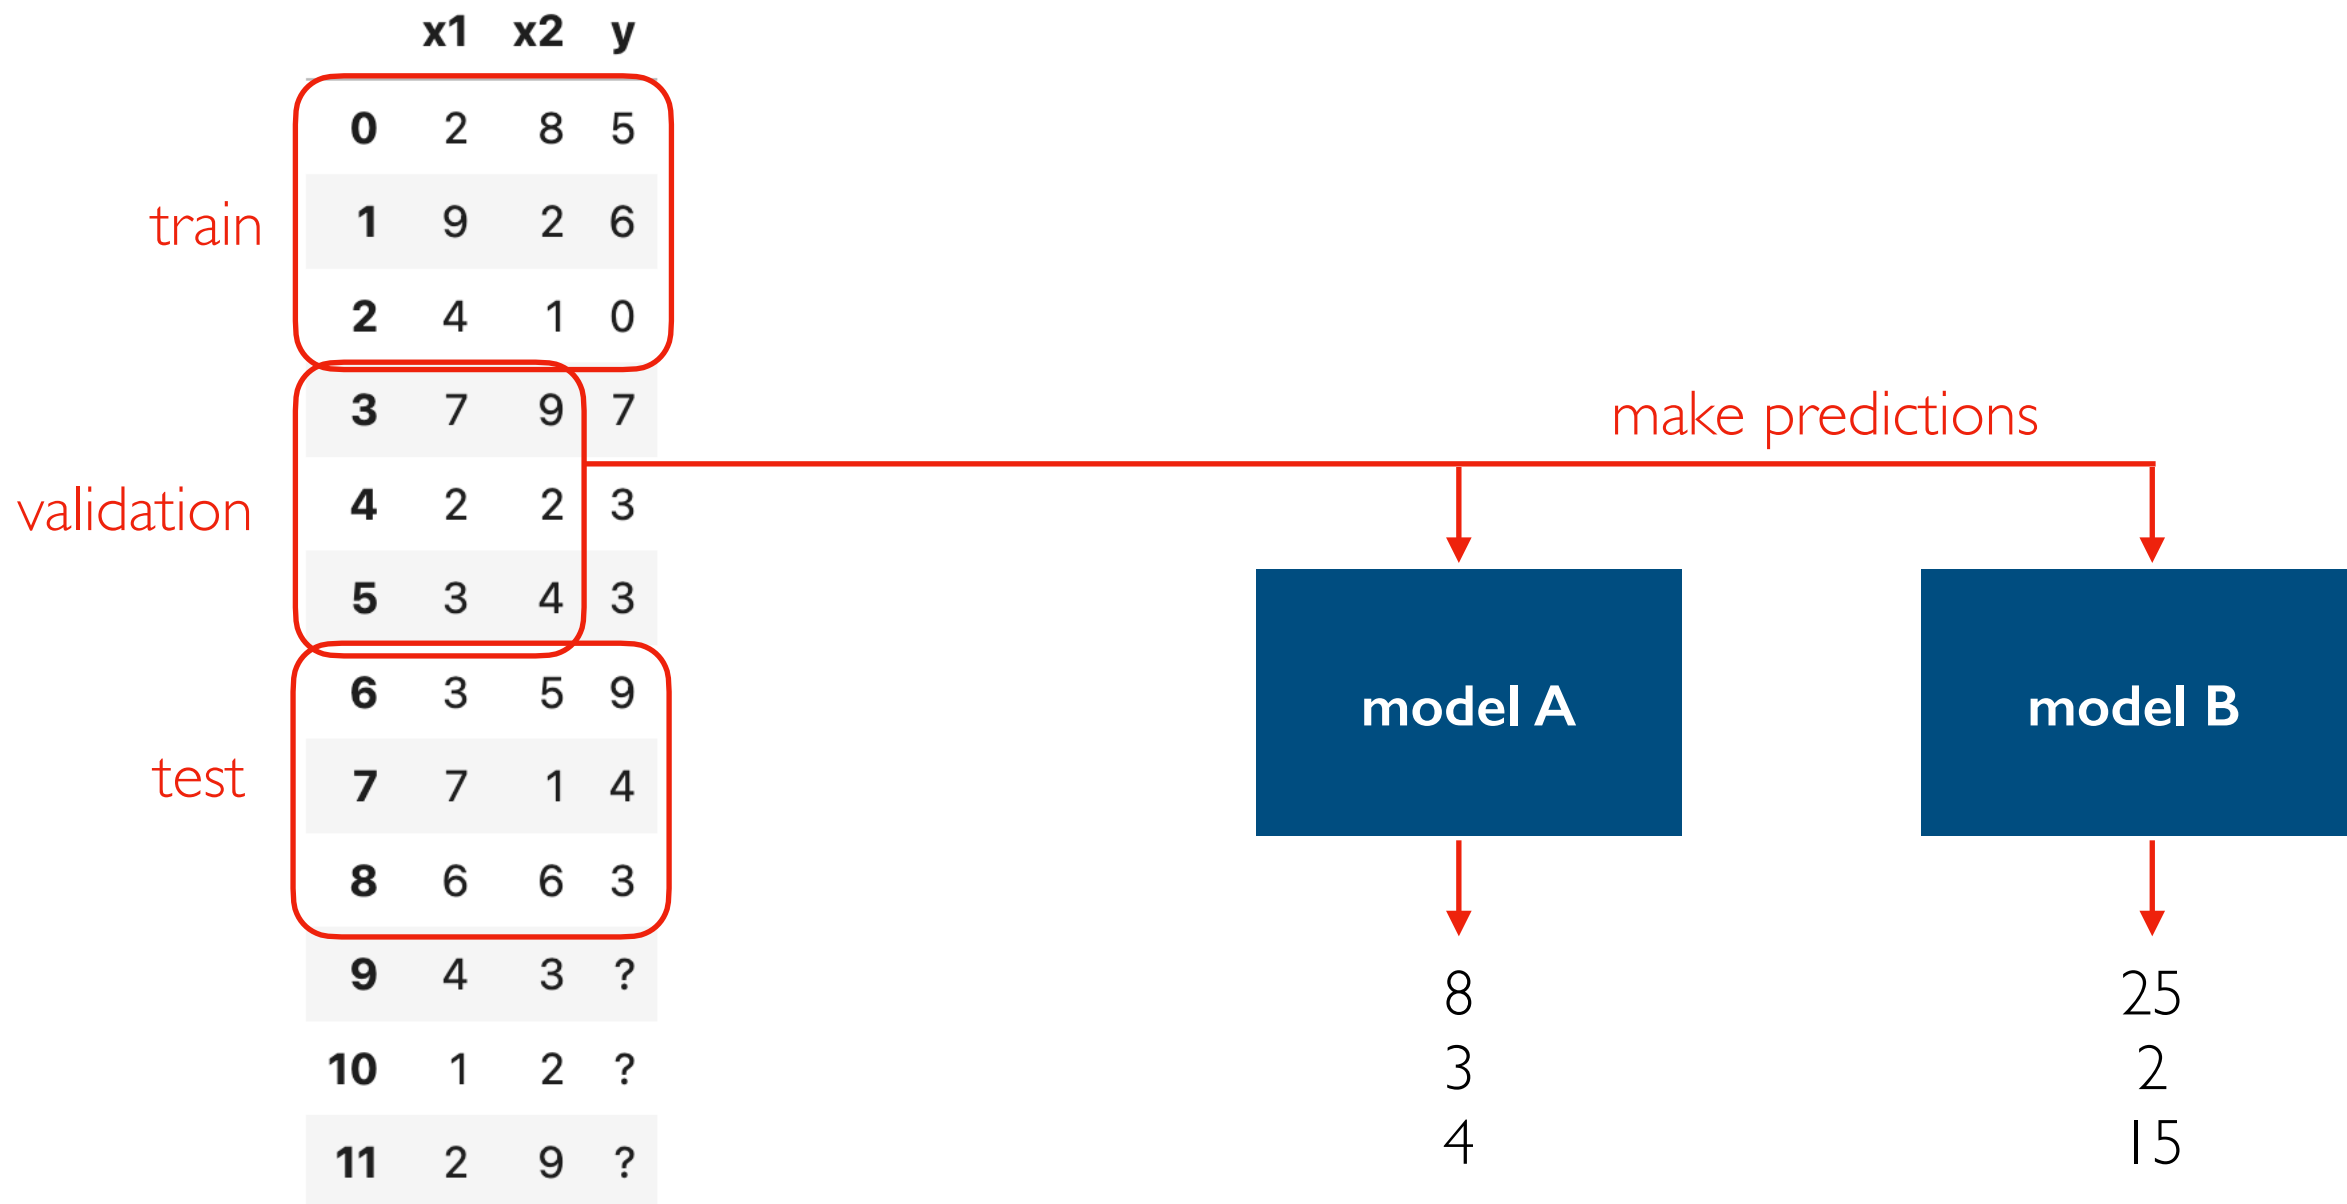 x1 x2 y
0 2 8 5
train
1 9 2 6
2 4 1 0
3 7 9 7
make predictions
validation
4 2 2 3
5 3 4 3
6 3 5 9
model A
model B
test
7 7 1 4
8 6 6 3
9 4 3 ?
10 1 2 ?
11 2 9 ?
8
3
4
25
2
15